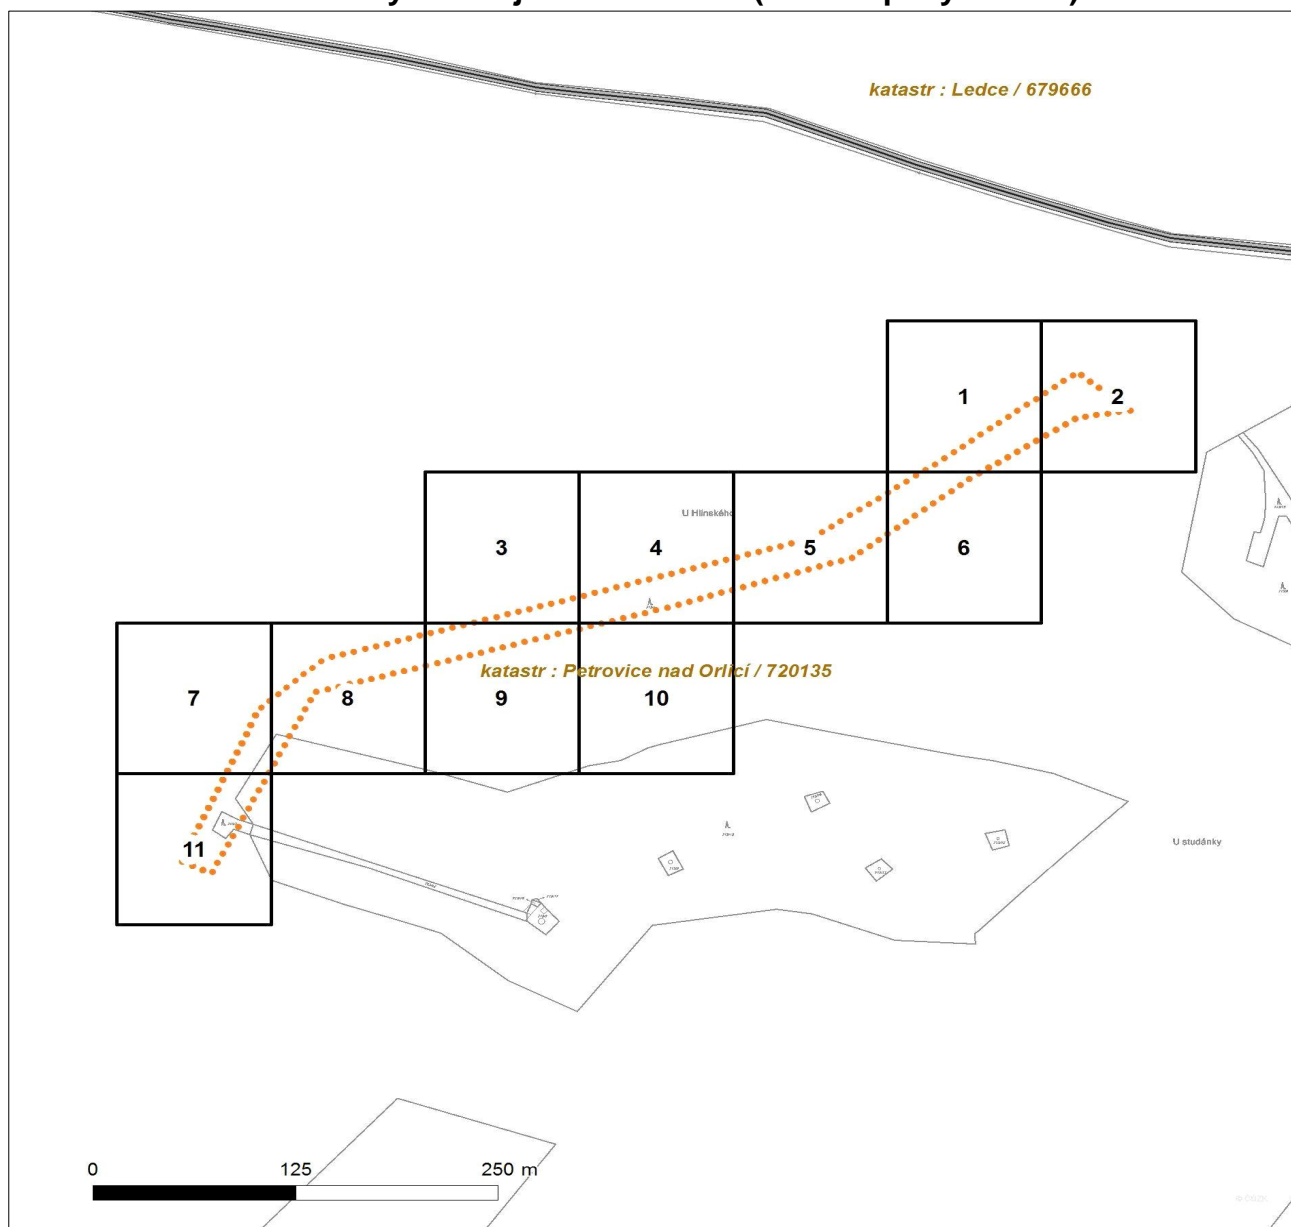 katastr : Ledce / 679666
1
2
U Hlinského
3
4
5
6
katastr : Petrovice nad Orlicí / 720135
7
8
9
10
11
U studánky
0 125 250 m